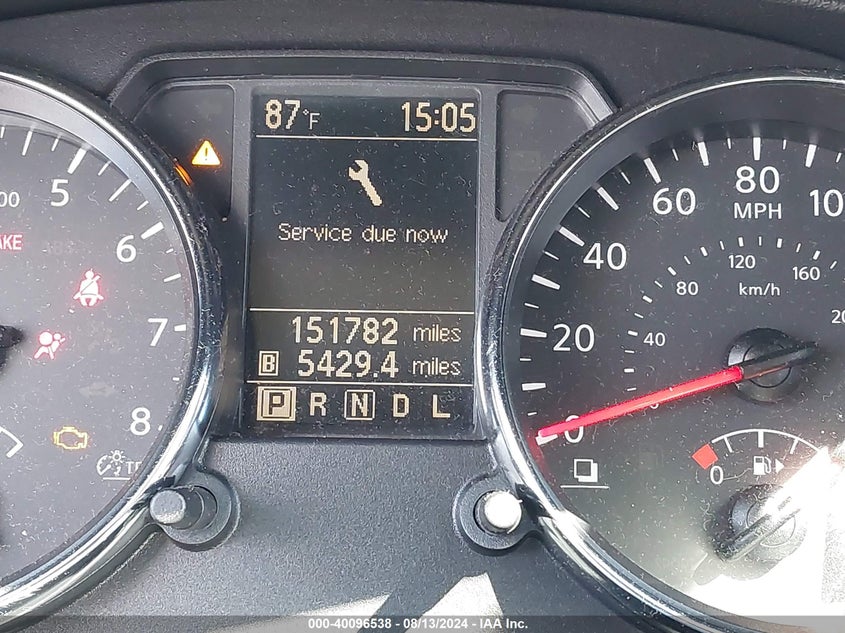 87°F 15:05
Service due now
151782 miles
B 5429.4 miles
P R N D L
5
6
7
8
0
20
40
60
80
MPH
40
80
120
160
km/h
0
000-40096538 - 08/13/2024 - IAA Inc.